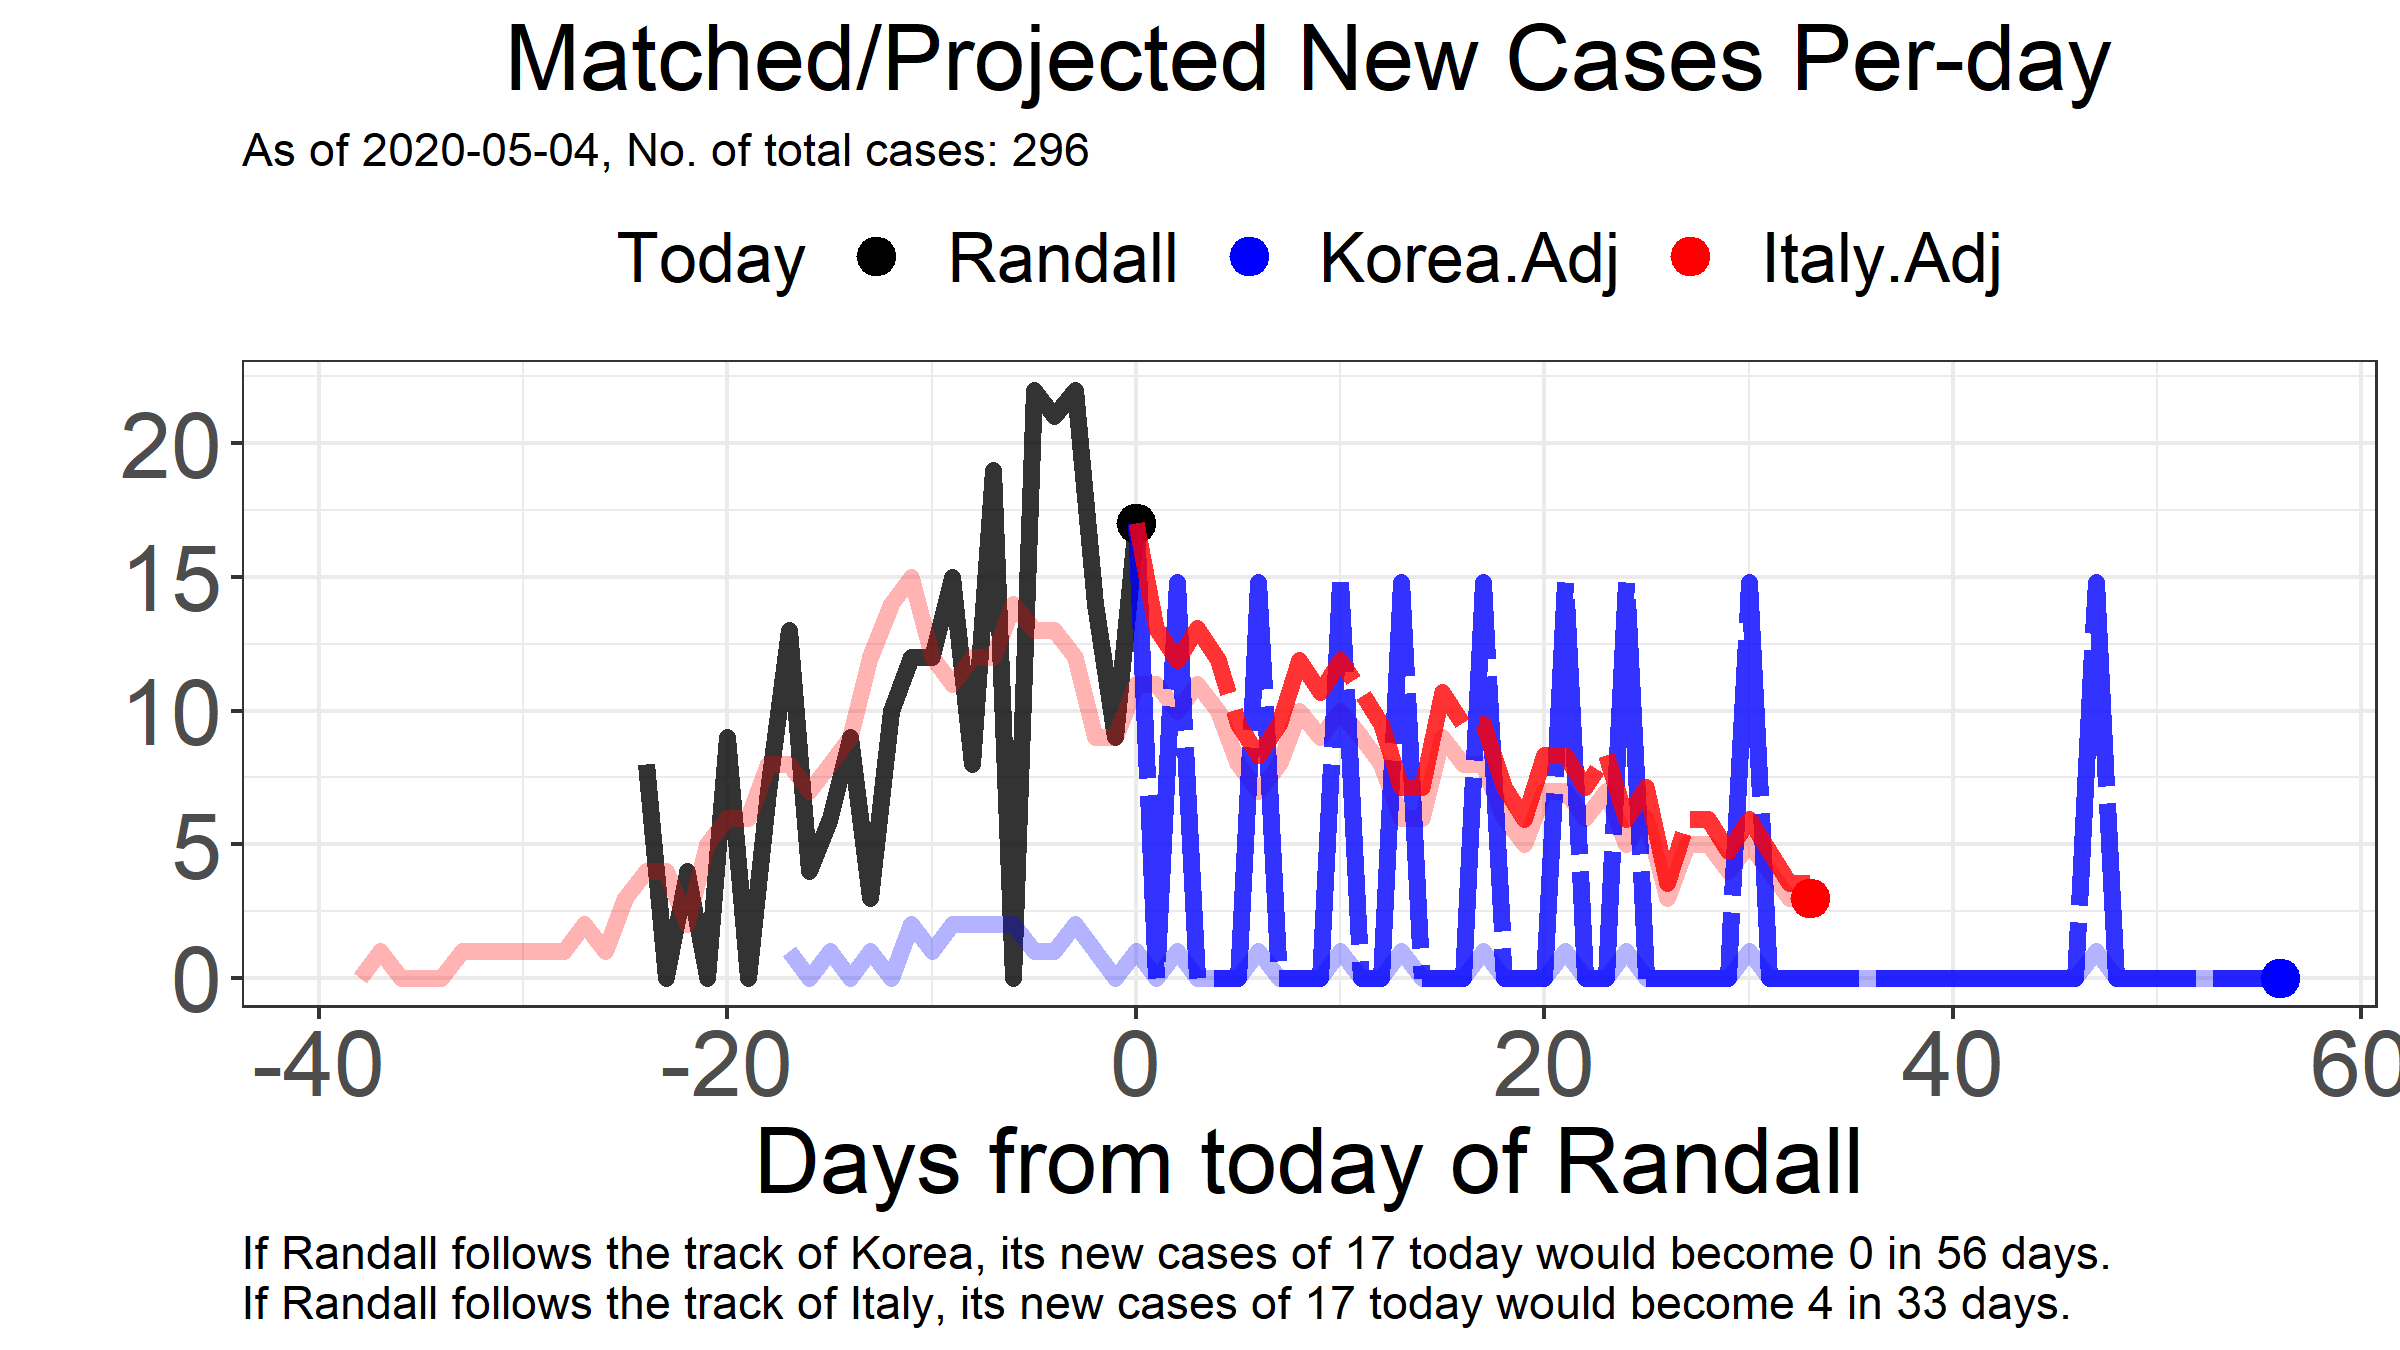 Matched/Projected New Cases Per-day
As of 2020-05-04, No. of total cases: 296
Today Randall Korea.Adj Italy.Adj
20
15
10
5
0
-40 -20 0 20 40 60
Days from today of Randall
If Randall follows the track of Korea, its new cases of 17 today would become 0 in 56 days.
If Randall follows the track of Italy, its new cases of 17 today would become 4 in 33 days.